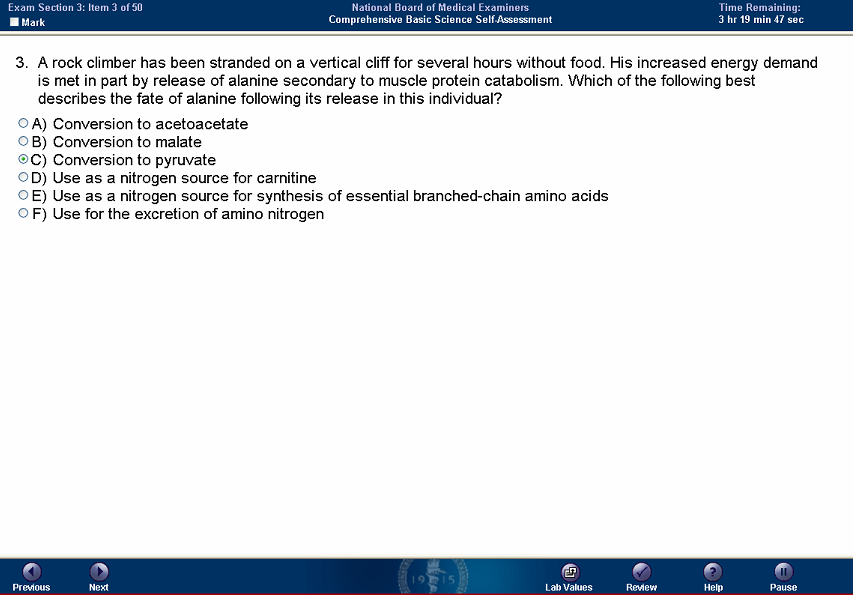 Exam Section 3: Item 3 of 50
National Board of Medical Examiners
Time Remaining:
Mark
Comprehensive Basic Science Self-Assessment
3 hr 19 min 47 sec
3. A rock climber has been stranded on a vertical cliff for several hours without food. His increased energy demand
is met in part by release of alanine secondary to muscle protein catabolism. Which of the following best
describes the fate of alanine following its release in this individual?
A) Conversion to acetoacetate
B) Conversion to malate
C) Conversion to pyruvate
D) Use as a nitrogen source for carnitine
E) Use as a nitrogen source for synthesis of essential branched-chain amino acids
F) Use for the excretion of amino nitrogen
1915
Previous
Next
Lab Values
Review
Help
Pause